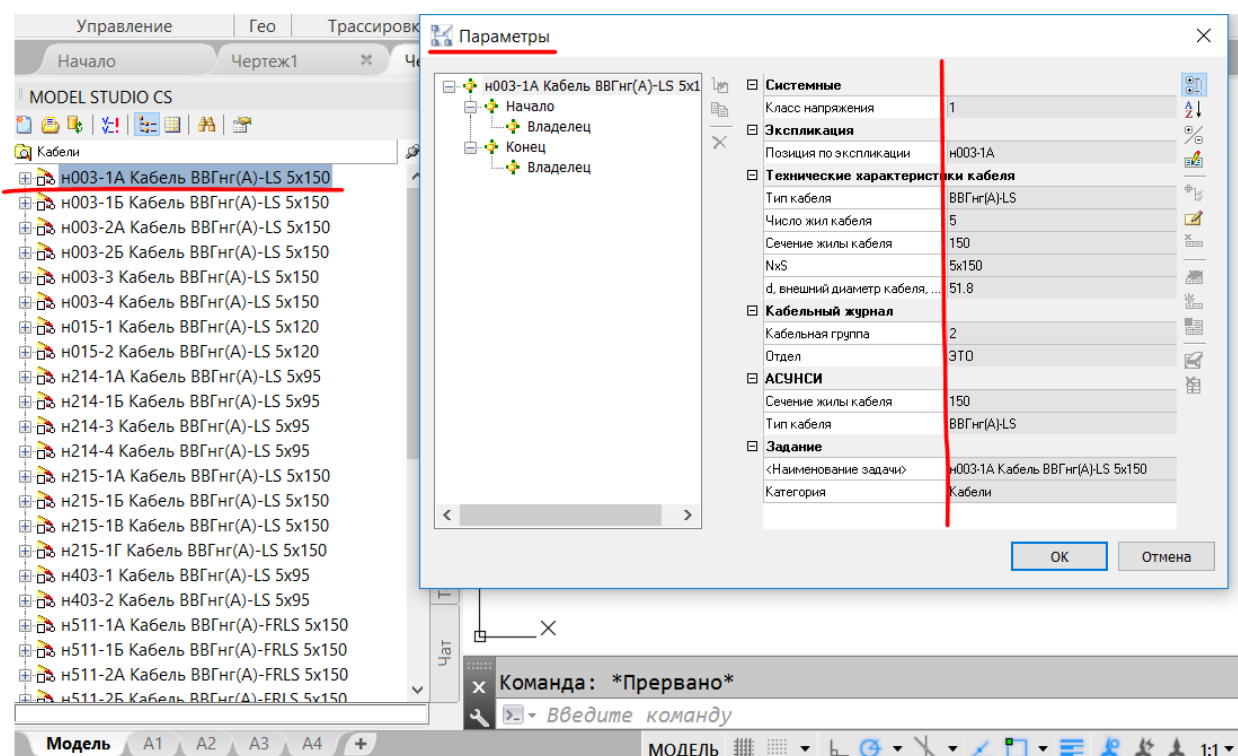 Управление Гео Трассировк
Начало Чертеж1 Че
MODEL STUDIO CS
Кабели
н003-1А Кабель ВВГнг(А)-LS 5x150
н003-1Б Кабель ВВГнг(А)-LS 5x150
н003-2А Кабель ВВГнг(А)-LS 5x150
н003-2Б Кабель ВВГнг(А)-LS 5x150
н003-3 Кабель ВВГнг(А)-LS 5x150
н003-4 Кабель ВВГнг(А)-LS 5x150
н015-1 Кабель ВВГнг(А)-LS 5x120
н015-2 Кабель ВВГнг(А)-LS 5x120
н214-1А Кабель ВВГнг(А)-LS 5x95
н214-1Б Кабель ВВГнг(А)-LS 5x95
н214-3 Кабель ВВГнг(А)-LS 5x95
н214-4 Кабель ВВГнг(А)-LS 5x95
н215-1А Кабель ВВГнг(А)-LS 5x150
н215-1Б Кабель ВВГнг(А)-LS 5x150
н215-1В Кабель ВВГнг(А)-LS 5x150
н215-1Г Кабель ВВГнг(А)-LS 5x150
н403-1 Кабель ВВГнг(А)-LS 5x95
н403-2 Кабель ВВГнг(А)-LS 5x95
н511-1А Кабель ВВГнг(А)-FRLS 5x150
н511-1Б Кабель ВВГнг(А)-FRLS 5x150
н511-2А Кабель ВВГнг(А)-FRLS 5x150
н511-2Б Кабель ВВГнг(А)-FRLS 5x150
Параметры
н003-1А Кабель ВВГнг(А)-LS 5x1
Начало
Владелец
Конец
Владелец
Системные
Класс напряжения 1
Экспликация
Позиция по экспликации н003-1А
Технические характеристики кабеля
Тип кабеля ВВГнг(А)-LS
Число жил кабеля 5
Сечение жилы кабеля 150
NxS 5x150
d, внешний диаметр кабеля, ... 51.8
Кабельный журнал
Кабельная группа 2
Отдел ЭТО
АСУНСИ
Сечение жилы кабеля 150
Тип кабеля ВВГнг(А)-LS
Задание
<Наименование задачи> н003-1А Кабель ВВГнг(А)-LS 5x150
Категория Кабели
ОК Отмена
Чат
X
Команда: *Прервано*
Введите команду
Модель А1 А2 А3 А4 +
МОДЕЛЬ 1:1